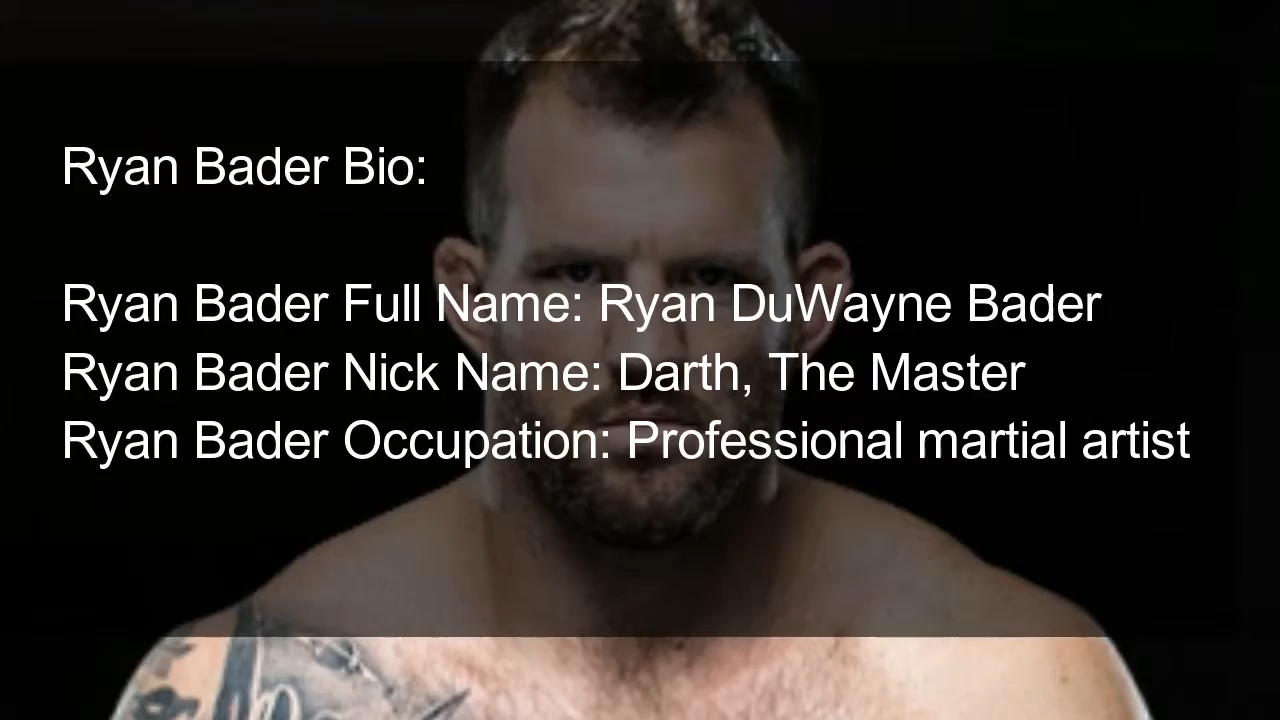 Ryan Bader Bio:
Ryan Bader Full Name: Ryan DuWayne Bader
Ryan Bader Nick Name: Darth, The Master
Ryan Bader Occupation: Professional martial artist